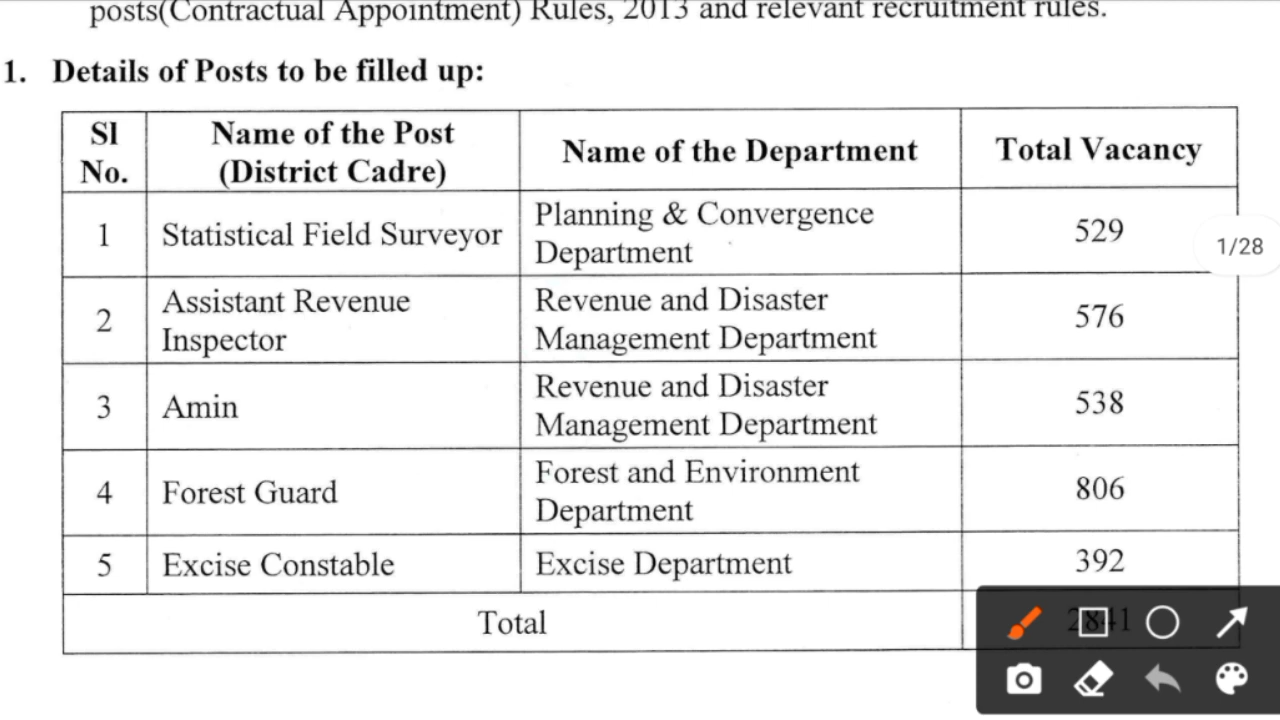 posts(Contractual Appointment) Rules, 2013 and relevant recruitment rules.
1. Details of Posts to be filled up:
Sl No. Name of the Post (District Cadre) Name of the Department Total Vacancy
1 Statistical Field Surveyor Planning & Convergence Department 529
2 Assistant Revenue Inspector Revenue and Disaster Management Department 576
3 Amin Revenue and Disaster Management Department 538
4 Forest Guard Forest and Environment Department 806
5 Excise Constable Excise Department 392
Total 2841
1/28